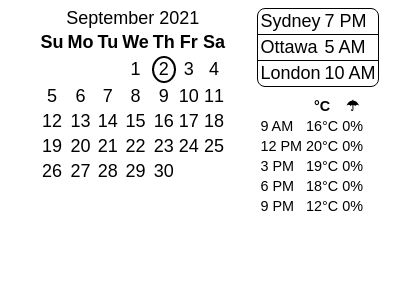 September 2021
Su Mo Tu We Th Fr Sa
1 2 3 4
5 6 7 8 9 10 11
12 13 14 15 16 17 18
19 20 21 22 23 24 25
26 27 28 29 30
Sydney 7 PM
Ottawa 5 AM
London 10 AM
°C ☂
9 AM 16°C 0%
12 PM 20°C 0%
3 PM 19°C 0%
6 PM 18°C 0%
9 PM 12°C 0%